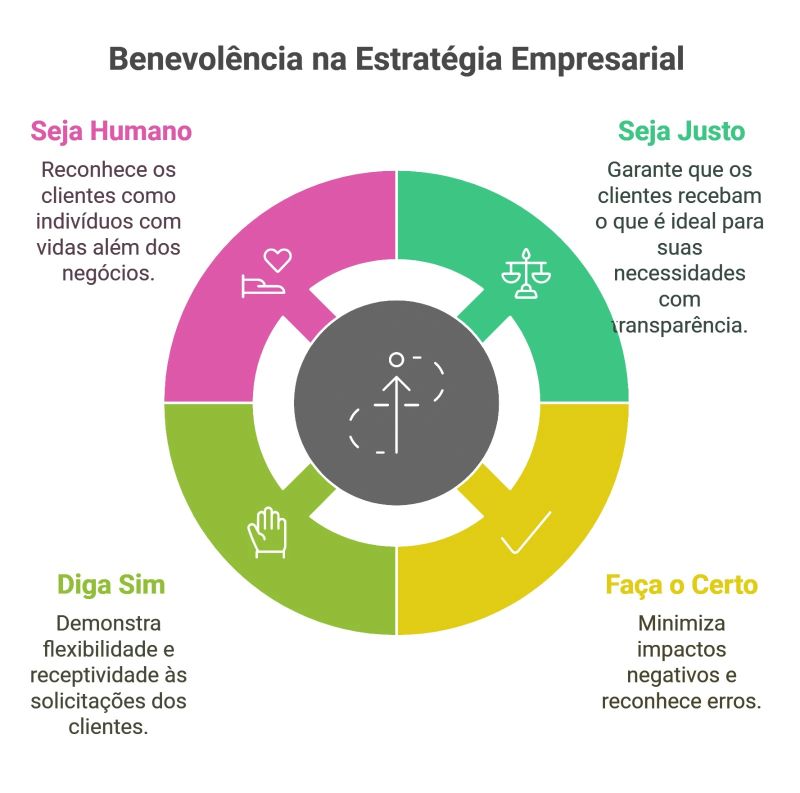 Benevolência na Estratégia Empresarial
Seja Humano
Reconhece os
clientes como
indivíduos com
vidas além dos
negócios.
Seja Justo
Garante que os
clientes recebam
o que é ideal para
suas
necessidades
com
transparência.
Diga Sim
Demonstra
flexibilidade e
receptividade às
solicitações dos
clientes.
Faça o Certo
Minimiza
impactos
negativos e
reconhece erros.